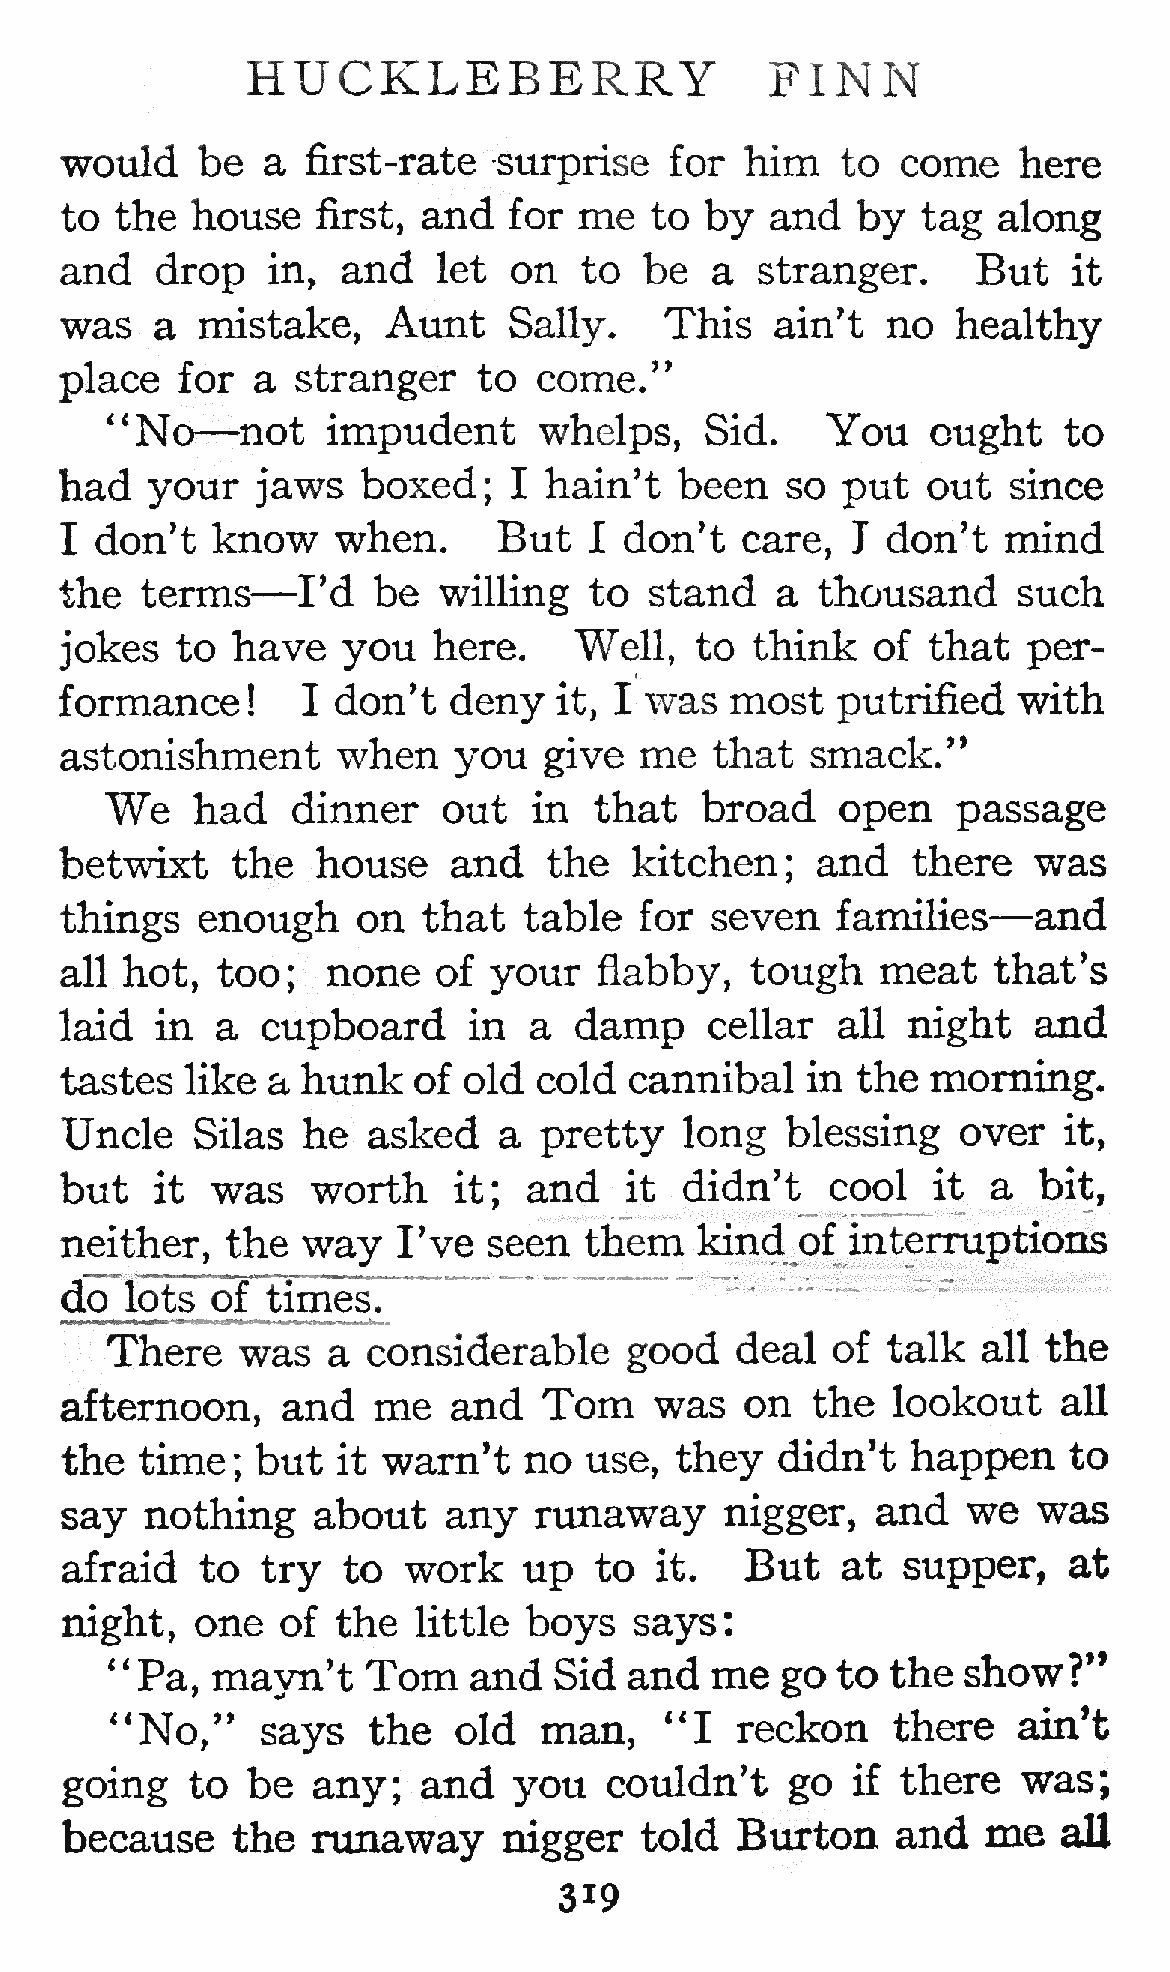 HUCKLEBERRY FINN
would be a first-rate surprise for him to come here
to the house first, and for me to by and by tag along
and drop in, and let on to be a stranger. But it
was a mistake, Aunt Sally. This ain't no healthy
place for a stranger to come."
"No—not impudent whelps, Sid. You ought to
had your jaws boxed; I hain't been so put out since
I don't know when. But I don't care, I don't mind
the terms—I'd be willing to stand a thousand such
jokes to have you here. Well, to think of that per-
formance! I don't deny it, I was most putrified with
astonishment when you give me that smack."
We had dinner out in that broad open passage
betwixt the house and the kitchen; and there was
things enough on that table for seven families—and
all hot, too; none of your flabby, tough meat that's
laid in a cupboard in a damp cellar all night and
tastes like a hunk of old cold cannibal in the morning.
Uncle Silas he asked a pretty long blessing over it,
but it was worth it; and it didn't cool it a bit,
neither, the way I've seen them kind of interruptions
do lots of times.
There was a considerable good deal of talk all the
afternoon, and me and Tom was on the lookout all
the time; but it warn't no use, they didn't happen to
say nothing about any runaway nigger, and we was
afraid to try to work up to it. But at supper, at
night, one of the little boys says:
"Pa, mayn't Tom and Sid and me go to the show?"
"No," says the old man, "I reckon there ain't
going to be any; and you couldn't go if there was;
because the runaway nigger told Burton and me all
319